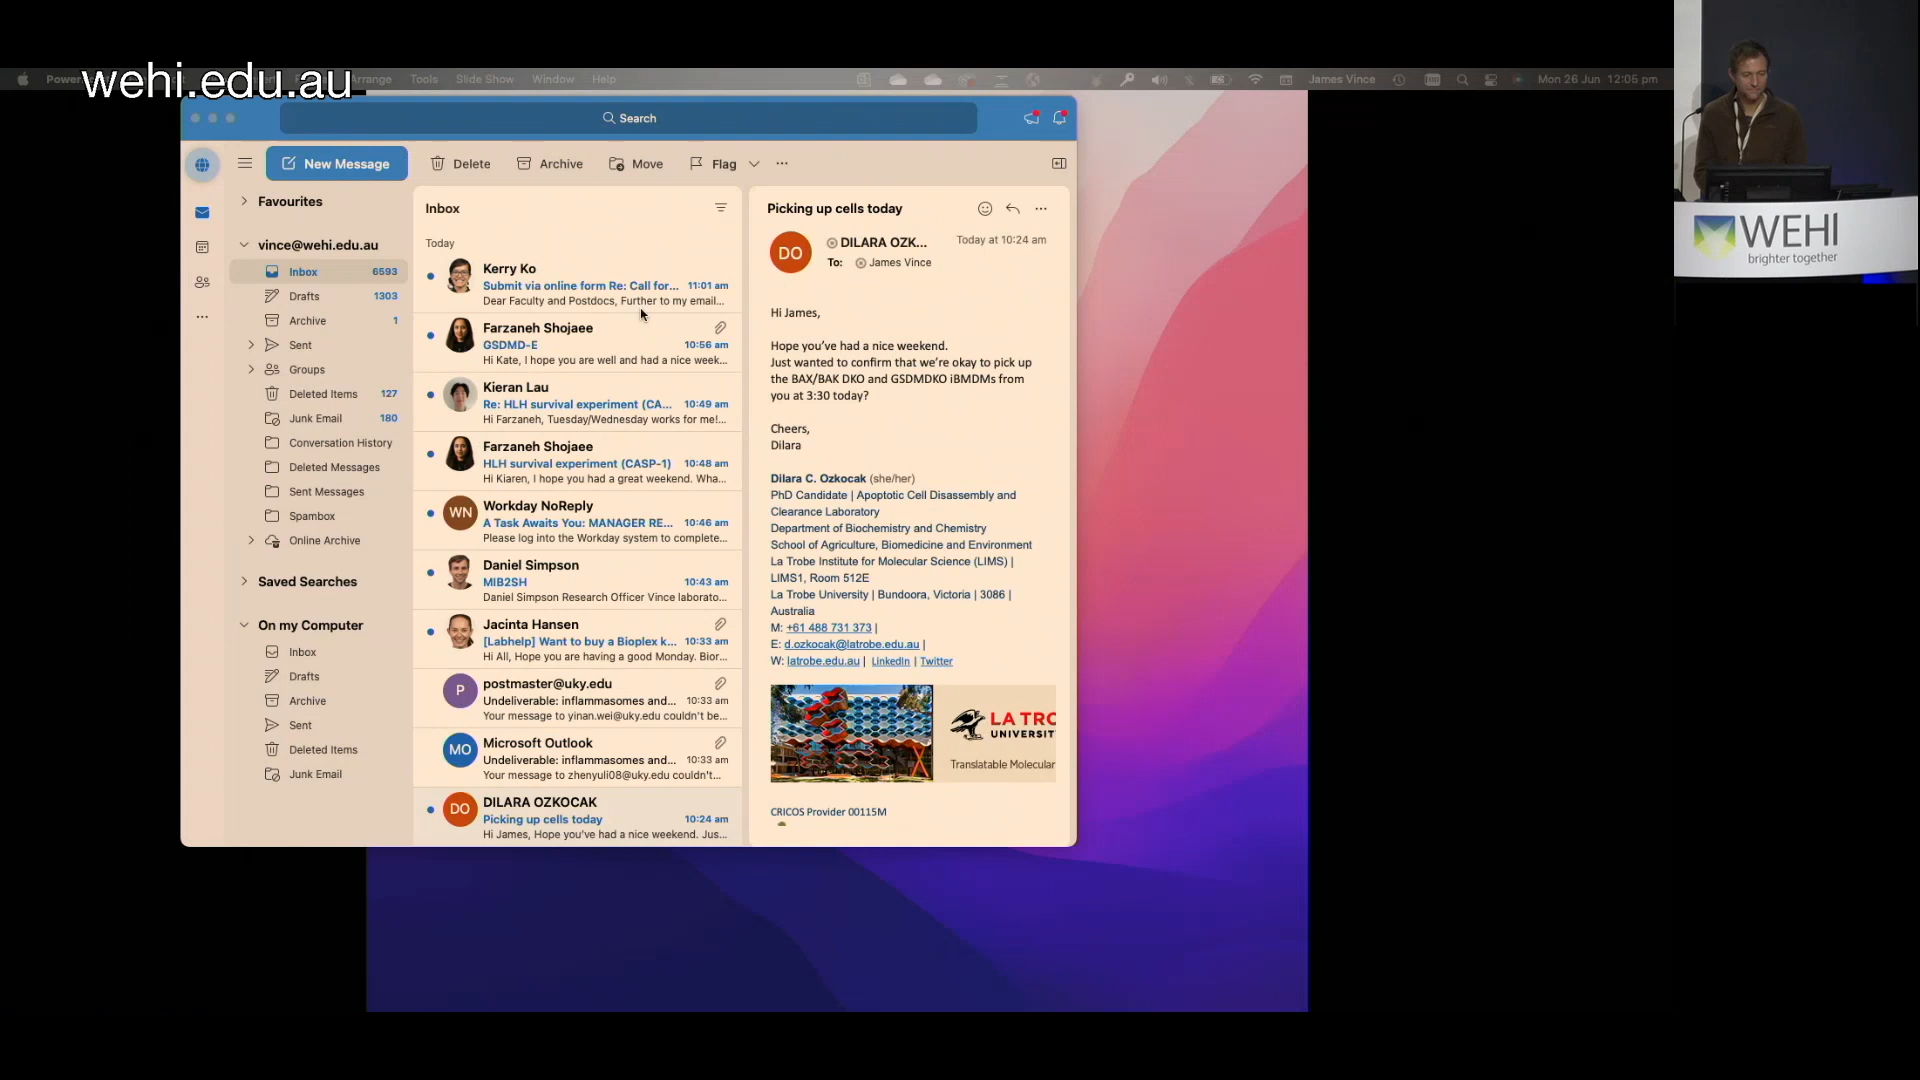 wehi.edu.au
Arrange Tools Slide Show Window Help James Vince Mon 26 Jun 12:05 pm
Search
New Message Delete Archive Move Flag
Favourites
vince@wehi.edu.au
Inbox 6593
Drafts 1303
Archive 1
Sent
Groups
Deleted Items 127
Junk Email 180
Conversation History
Deleted Messages
Sent Messages
Spambox
Online Archive
Saved Searches
On my Computer
Inbox
Drafts
Archive
Sent
Deleted Items
Junk Email
Inbox
Today
Kerry Ko
Submit via online form Re: Call for... 11:01 am
Dear Faculty and Postdocs, Further to my email...
Farzaneh Shojaee
GSDMD-E 10:56 am
Hi Kate, I hope you are well and had a nice week...
Kieran Lau
Re: HLH survival experiment (CA... 10:49 am
Hi Farzaneh, Tuesday/Wednesday works for me!...
Farzaneh Shojaee
HLH survival experiment (CASP-1) 10:48 am
Hi Kiaren, I hope you had a great weekend. Wha...
WN
Workday NoReply
A Task Awaits You: MANAGER RE... 10:46 am
Please log into the Workday system to complete...
Daniel Simpson
MIB2SH 10:43 am
Daniel Simpson Research Officer Vince laborato...
Jacinta Hansen
[Labhelp] Want to buy a Bioplex k... 10:33 am
Hi All, Hope you are having a good Monday. Bior...
P
postmaster@uky.edu
Undeliverable: inflammasomes and... 10:33 am
Your message to yinan.wei@uky.edu couldn't be...
MO
Microsoft Outlook
Undeliverable: inflammasomes and... 10:33 am
Your message to zhenyuli08@uky.edu couldn't...
DO
DILARA OZKOCAK
Picking up cells today 10:24 am
Hi James, Hope you've had a nice weekend. Jus...
Picking up cells today
DO
DILARA OZK... Today at 10:24 am
To: James Vince
Hi James,
Hope you've had a nice weekend.
Just wanted to confirm that we're okay to pick up
the BAX/BAK DKO and GSDMDKO iBMDMs from
you at 3:30 today?
Cheers,
Dilara
Dilara C. Ozkocak (she/her)
PhD Candidate | Apoptotic Cell Disassembly and
Clearance Laboratory
Department of Biochemistry and Chemistry
School of Agriculture, Biomedicine and Environment
La Trobe Institute for Molecular Science (LIMS) |
LIMS1, Room 512E
La Trobe University | Bundoora, Victoria | 3086 |
Australia
M: +61 488 731 373 |
E: d.ozkocak@latrobe.edu.au |
W: latrobe.edu.au | LinkedIn | Twitter
LA TRO
UNIVERSITY
Translatable Molecular
CRICOS Provider 00115M
WEHI
brighter together